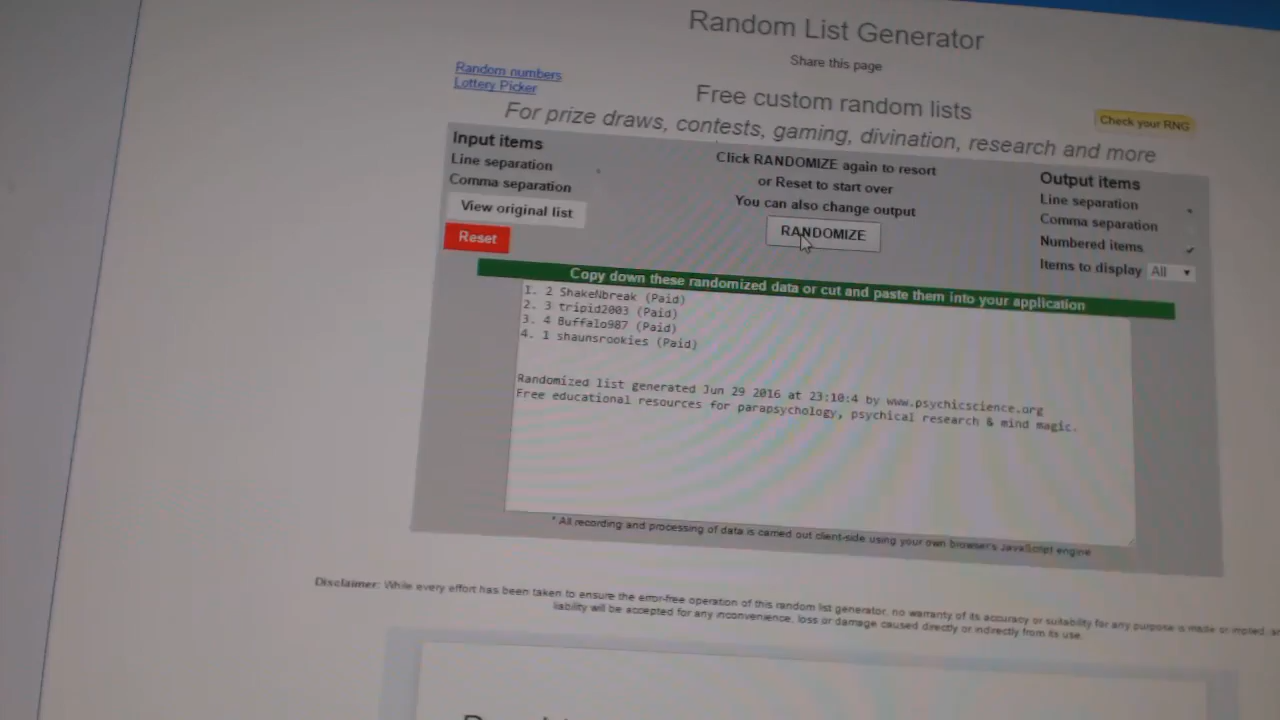 Random List Generator
Share this page
Random numbers
Lottery Picker
Free custom random lists
Check your RNG
For prize draws, contests, gaming, divination, research and more
Input items
Line separation
Comma separation
View original list
Reset
Click RANDOMIZE again to resort
or Reset to start over
You can also change output
RANDOMIZE
Output items
Line separation
Comma separation
Numbered items
Items to display All
Copy down these randomized data or cut and paste them into your application
1. 2 ShakeNbreak (Paid)
2. 3 tripid2003 (Paid)
3. 4 Buffalo987 (Paid)
4. 1 shaunsrookies (Paid)
Randomized list generated Jun 29 2016 at 23:10:4 by www.psychicscience.org
Free educational resources for parapsychology, psychical research & mind magic.
* All recording and processing of data is carried out client-side using your own browser's JavaScript engine
Disclaimer: While every effort has been taken to ensure the error-free operation of this random list generator, no warranty of its accuracy or suitability for any purpose is made or implied,
liability will be accepted for any inconvenience, loss or damage caused directly or indirectly from its use.